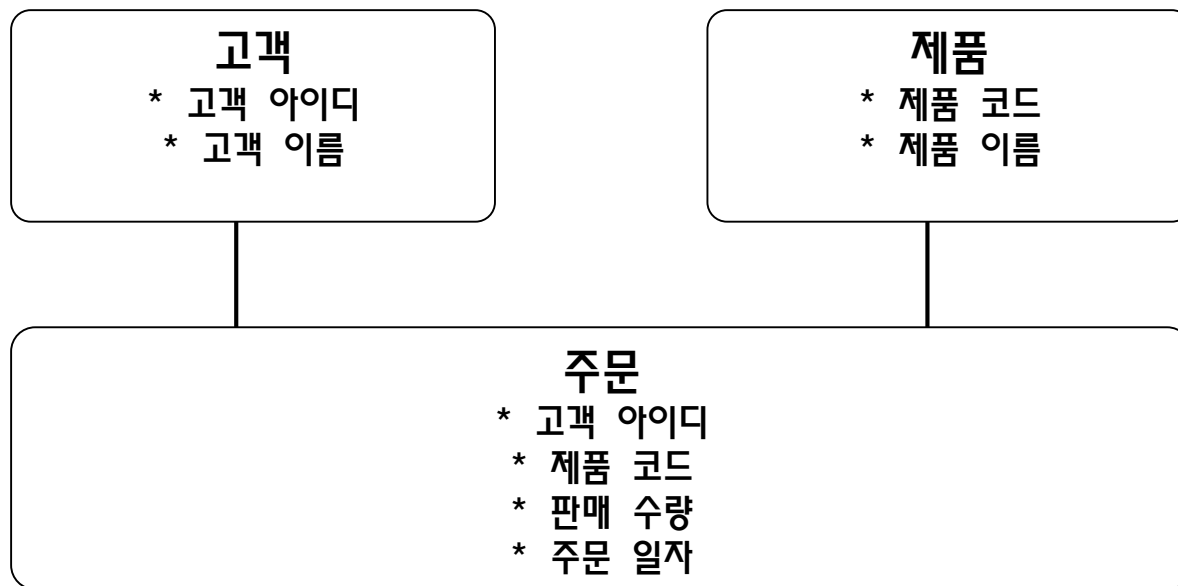 고객
* 고객 아이디
* 고객 이름
제품
* 제품 코드
* 제품 이름
주문
* 고객 아이디
* 제품 코드
* 판매 수량
* 주문 일자